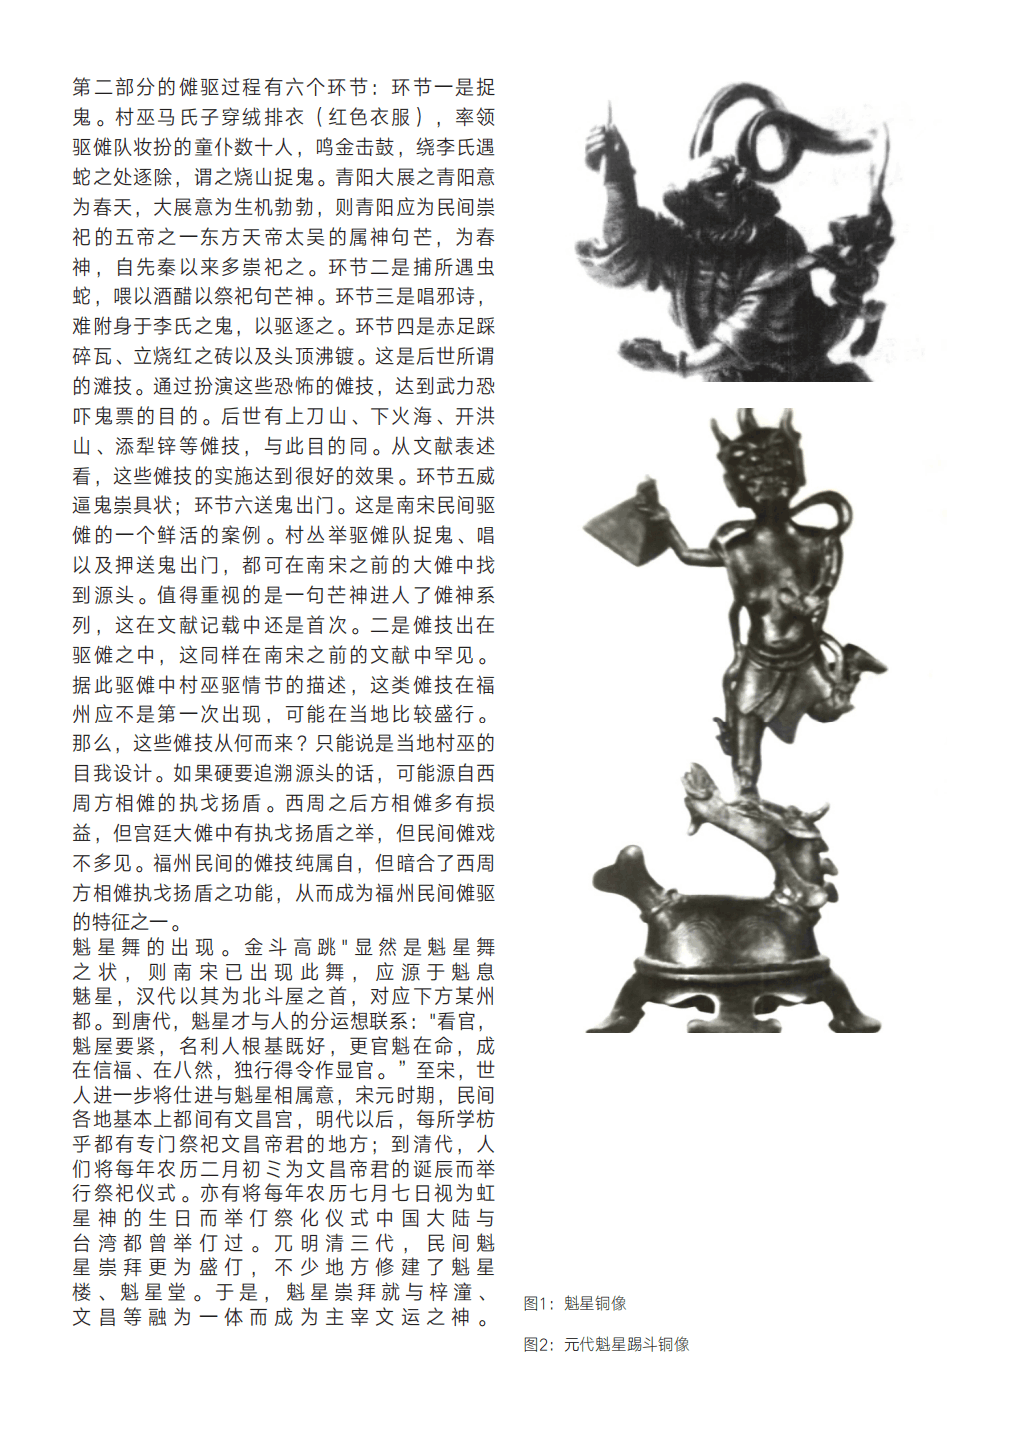 第二部分的傩驱过程有六个环节：环节一是捉
鬼。村巫马氏子穿绒排衣（红色衣服），率领
驱傩队妆扮的童仆数十人，鸣金击鼓，绕李氏遇
蛇之处逐除，谓之烧山捉鬼。青阳大展之青阳意
为春天，大展意为生机勃勃，则青阳应为民间崇
祀的五帝之一东方天帝太吴的属神句芒，为春
神，自先秦以来多崇祀之。环节二是捕所遇虫
蛇，喂以酒醋以祭祀句芒神。环节三是唱邪诗，
难附身于李氏之鬼，以驱逐之。环节四是赤足踩
碎瓦、立烧红之砖以及头顶沸镀。这是后世所谓
的滩技。通过扮演这些恐怖的傩技，达到武力恐
吓鬼票的目的。后世有上刀山、下火海、开洪
山、添犁锌等傩技，与此目的同。从文献表述
看，这些傩技的实施达到很好的效果。环节五威
逼鬼崇具状；环节六送鬼出门。这是南宋民间驱
傩的一个鲜活的案例。村丛举驱傩队捉鬼、唱
以及押送鬼出门，都可在南宋之前的大傩中找
到源头。值得重视的是一句芒神进人了傩神系
列，这在文献记载中还是首次。二是傩技出在
驱傩之中，这同样在南宋之前的文献中罕见。
据此驱傩中村巫驱情节的描述，这类傩技在福
州应不是第一次出现，可能在当地比较盛行。
那么，这些傩技从何而来？只能说是当地村巫的
目我设计。如果硬要追溯源头的话，可能源自西
周方相傩的执戈扬盾。西周之后方相傩多有损
益，但宫廷大傩中有执戈扬盾之举，但民间傩戏
不多见。福州民间的傩技纯属自，但暗合了西周
方相傩执戈扬盾之功能，从而成为福州民间傩驱
的特征之一。
魁星舞的出现。金斗高跳"显然是魁星舞
之状，则南宋已出现此舞，应源于魁息
魅星，汉代以其为北斗屋之首，对应下方某州
都。到唐代，魁星才与人的分运想联系："看官，
魁屋要紧，名利人根基既好，更官魁在命，成
在信福、在八然，独行得令作显官。”至宋，世
人进一步将仕进与魁星相属意，宋元时期，民间
各地基本上都间有文昌宫，明代以后，每所学枋
乎都有专门祭祀文昌帝君的地方；到清代，人
们将每年农历二月初ミ为文昌帝君的诞辰而举
行祭祀仪式。亦有将每年农历七月七日视为虹
星神的生日而举仃祭化仪式中国大陆与
台湾都曾举仃过。兀明清三代，民间魁
星崇拜更为盛仃，不少地方修建了魁星
楼、魁星堂。于是，魁星崇拜就与梓潼、
文昌等融为一体而成为主宰文运之神。
图1：魁星铜像
图2：元代魁星踢斗铜像